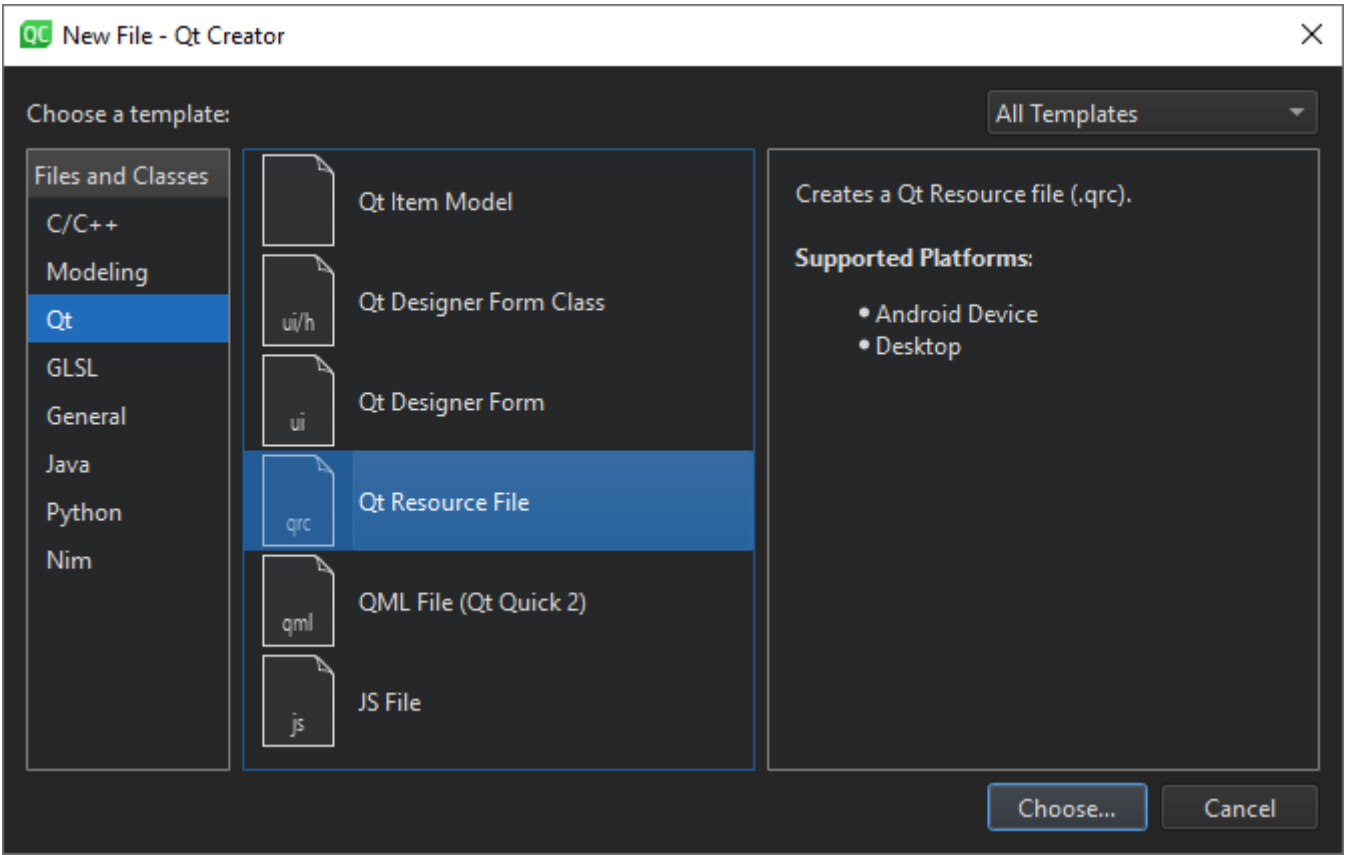 QC New File - Qt Creator
Choose a template:
All Templates
Files and Classes
C/C++
Modeling
Qt
GLSL
General
Java
Python
Nim
Qt Item Model
ui/h
Qt Designer Form Class
ui
Qt Designer Form
qrc
Qt Resource File
qml
QML File (Qt Quick 2)
js
JS File
Creates a Qt Resource file (.qrc).
Supported Platforms:
• Android Device
• Desktop
Choose...
Cancel